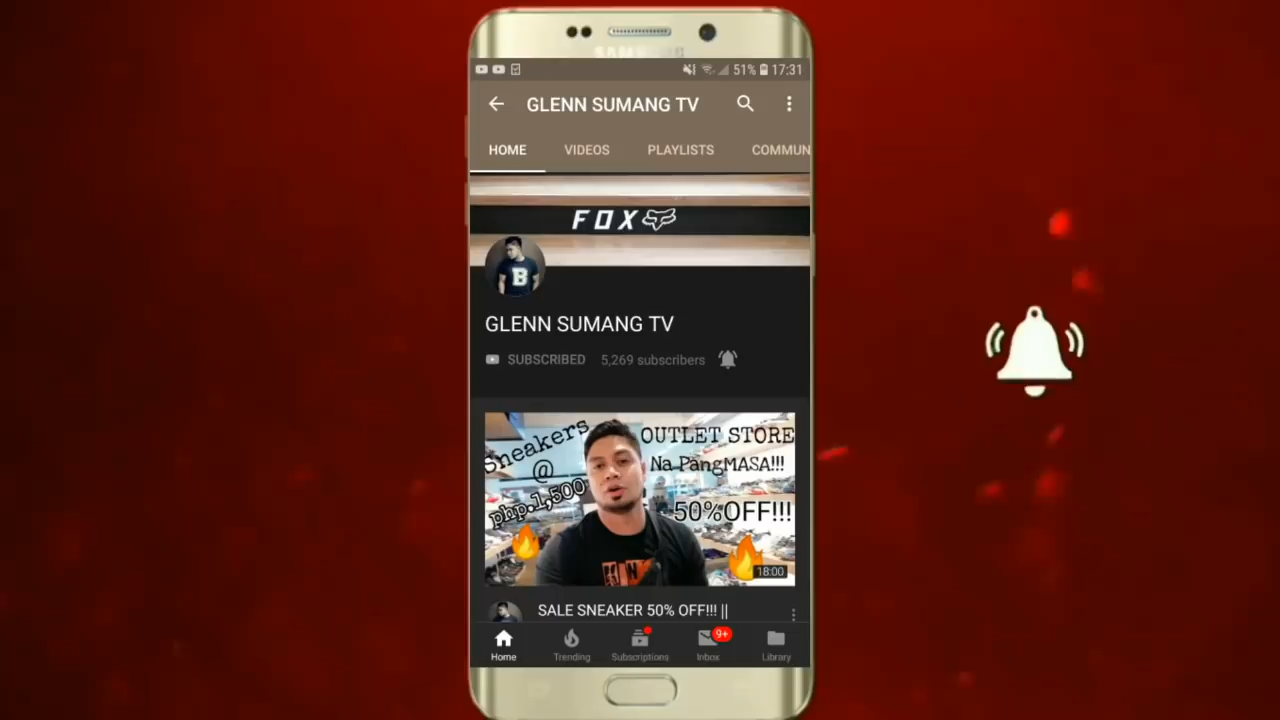 SAMSUNG
51% 17:31
GLENN SUMANG TV
HOME VIDEOS PLAYLISTS COMMUN
FOX
B
GLENN SUMANG TV
SUBSCRIBED 5,269 subscribers
Sneakers
@
php.1,500
OUTLET STORE
Na PangMASA!!!
50%OFF!!!
18:00
SALE SNEAKER 50% OFF!!! ||
9+
Home Trending Subscriptions Inbox Library